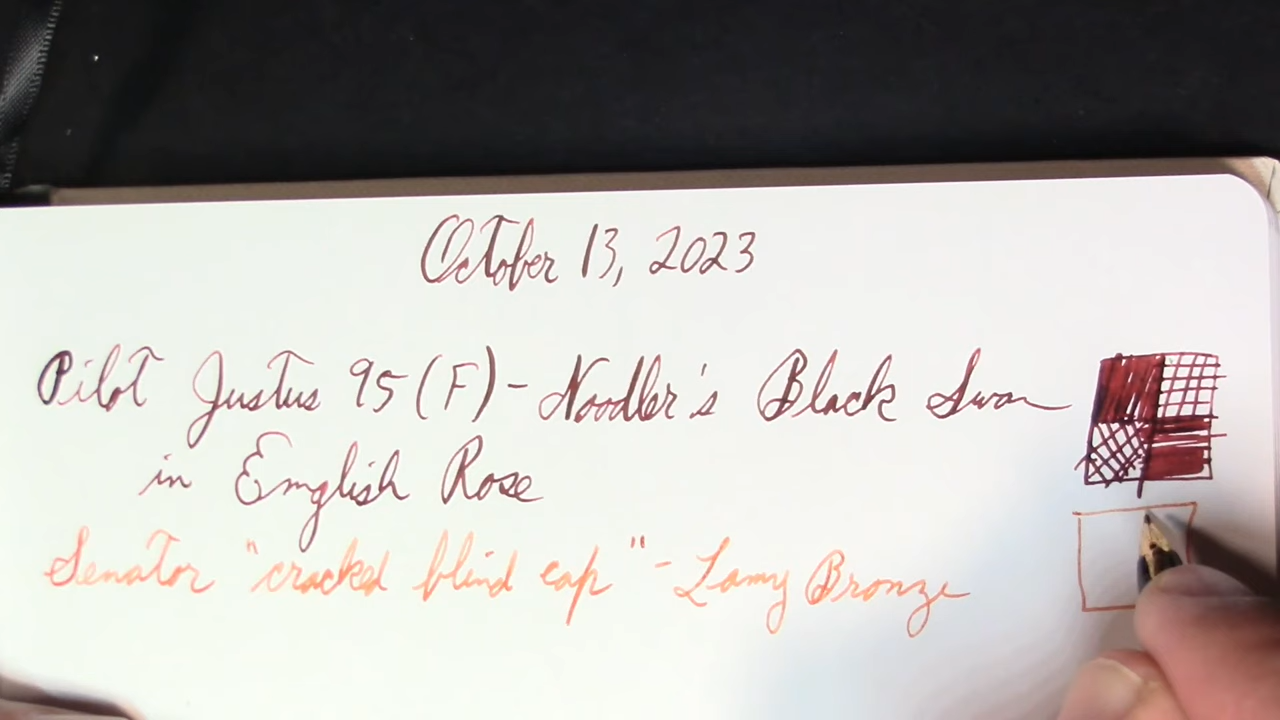 October 13, 2023
Pilot Justus 95 (F) - Noodler's Black Swan
in English Rose
Senator "cracked blind cap" - Lamy Bronze